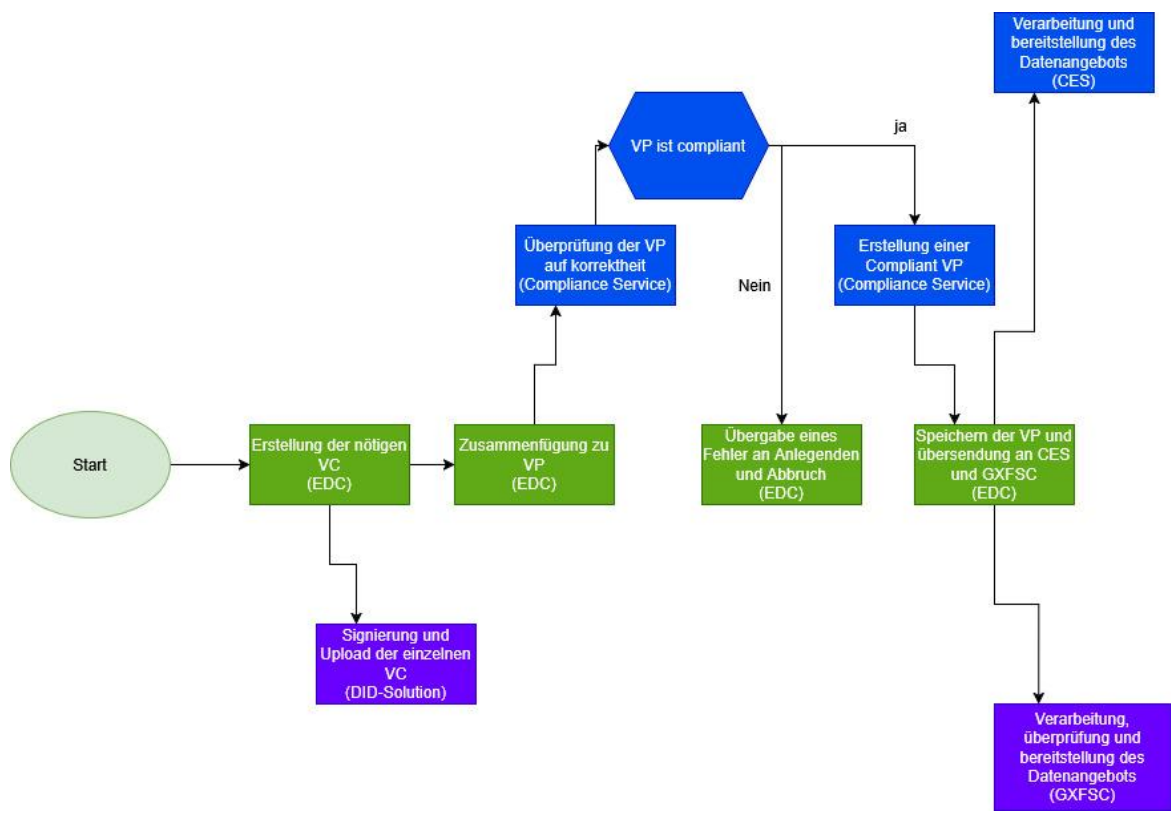 Verarbeitung und
bereitstellung des
Datenangebots
(CES)
VP ist compliant
ja
Überprüfung der VP
auf korrektheit
(Compliance Service)
Nein
Erstellung einer
Compliant VP
(Compliance Service)
Start
Erstellung der nötigen
VC
(EDC)
Zusammenfügung zu
VP
(EDC)
Übergabe eines
Fehler an Anlegenden
und Abbruch
(EDC)
Speichern der VP und
übersendung an CES
und GXFSC
(EDC)
Signierung und
Upload der einzelnen
VC
(DID-Solution)
Verarbeitung,
überprüfung und
bereitstellung des
Datenangebots
(GXFSC)